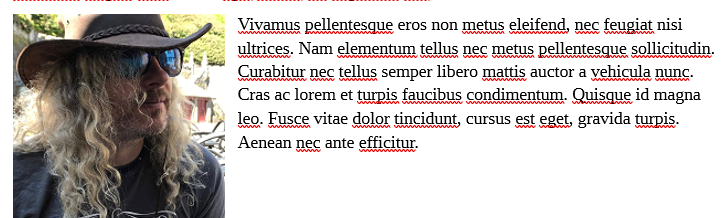 Vivamus pellentesque eros non metus eleifend, nec feugiat nisi
ultrices. Nam elementum tellus nec metus pellentesque sollicitudin.
Curabitur nec tellus semper libero mattis auctor a vehicula nunc.
Cras ac lorem et turpis faucibus condimentum. Quisque id magna
leo. Fusce vitae dolor tincidunt, cursus est eget, gravida turpis.
Aenean nec ante efficitur.